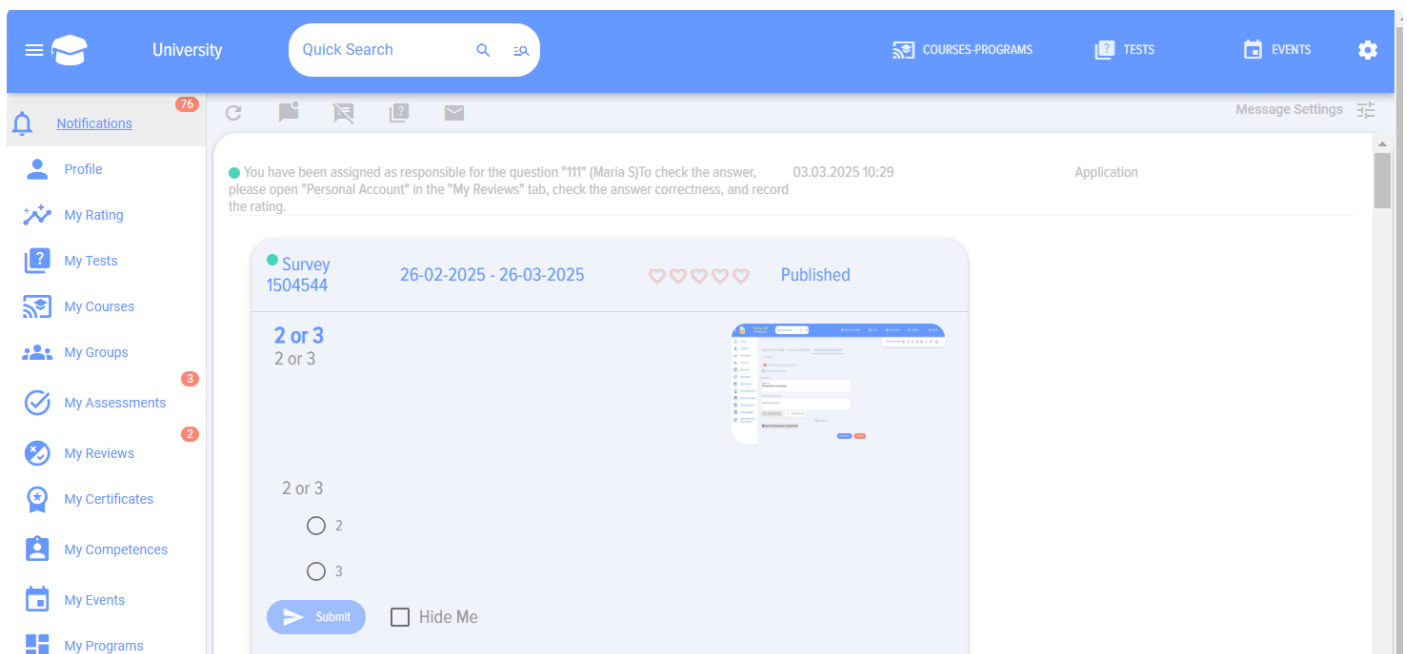 University
Quick Search
COURSES-PROGRAMS
TESTS
EVENTS
76
Notifications
Profile
My Rating
My Tests
My Courses
My Groups
3
My Assessments
2
My Reviews
My Certificates
My Competences
My Events
My Programs
Message Settings
You have been assigned as responsible for the question "111" (Maria S)To check the answer,
please open "Personal Account" in the "My Reviews" tab, check the answer correctness, and record
the rating.
03.03.2025 10:29
Application
Survey
1504544
26-02-2025 - 26-03-2025
Published
2 or 3
2 or 3
2 or 3
2
3
Submit
Hide Me